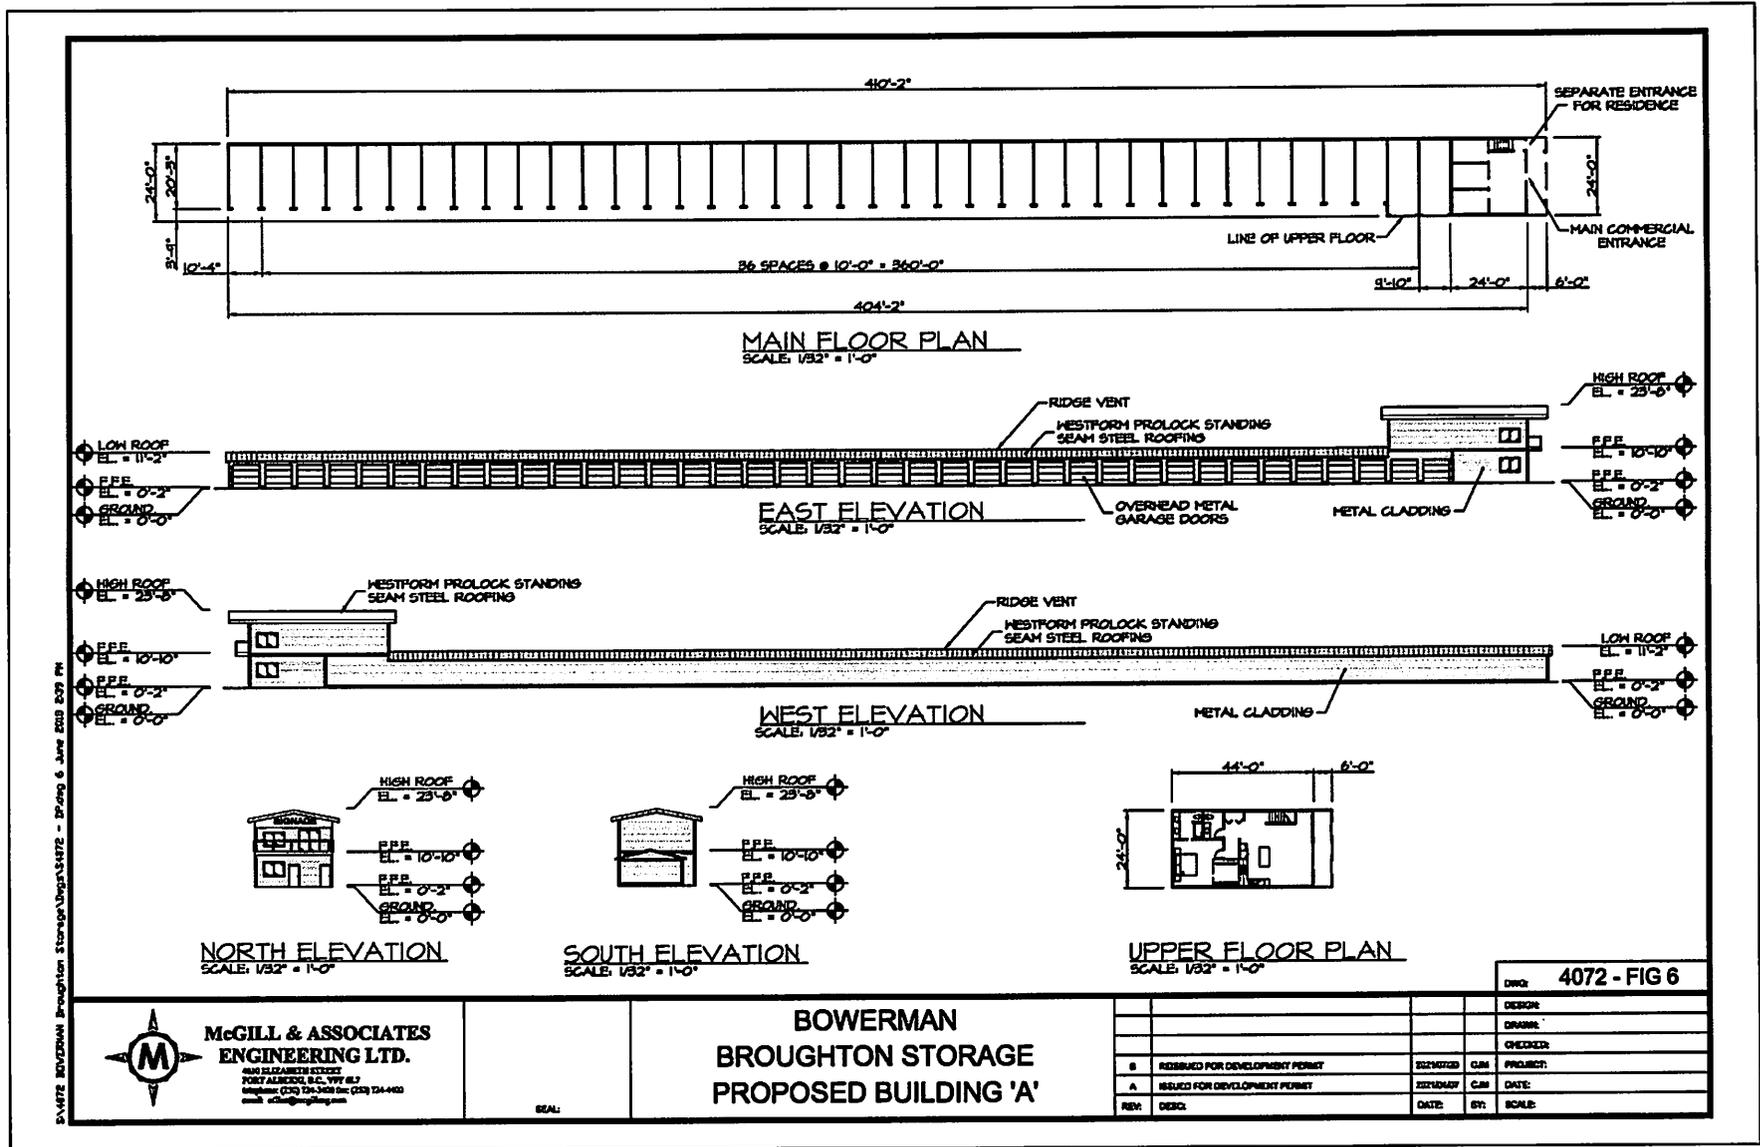 410'-2"
SEPARATE ENTRANCE
FOR RESIDENCE
24'-0"
20'-3"
3'-9"
24'-0"
LINE OF UPPER FLOOR
MAIN COMMERCIAL
ENTRANCE
10'-4"
36 SPACES @ 10'-0" = 360'-0"
9'-10"
24'-0"
6'-0"
404'-2"
MAIN FLOOR PLAN
SCALE: 1/32" = 1'-0"
HIGH ROOF
EL. = 23'-8"
RIDGE VENT
WESTFORM PROLOCK STANDING
SEAM STEEL ROOFING
LOW ROOF
EL. = 11'-2"
F.F.E.
EL. = 0'-2"
GROUND
EL. = 0'-0"
F.F.E.
EL. = 10'-10"
F.F.E.
EL. = 0'-2"
GROUND
EL. = 0'-0"
OVERHEAD METAL
GARAGE DOORS
METAL CLADDING
EAST ELEVATION
SCALE: 1/32" = 1'-0"
HIGH ROOF
EL. = 23'-8"
WESTFORM PROLOCK STANDING
SEAM STEEL ROOFING
RIDGE VENT
WESTFORM PROLOCK STANDING
SEAM STEEL ROOFING
F.F.E.
EL. = 10'-10"
F.F.E.
EL. = 0'-2"
GROUND
EL. = 0'-0"
LOW ROOF
EL. = 11'-2"
F.F.E.
EL. = 0'-2"
GROUND
EL. = 0'-0"
METAL CLADDING
WEST ELEVATION
SCALE: 1/32" = 1'-0"
SIGNAGE
HIGH ROOF
EL. = 23'-8"
F.F.E.
EL. = 10'-10"
F.F.E.
EL. = 0'-2"
GROUND
EL. = 0'-0"
NORTH ELEVATION
SCALE: 1/32" = 1'-0"
HIGH ROOF
EL. = 23'-8"
F.F.E.
EL. = 10'-10"
F.F.E.
EL. = 0'-2"
GROUND
EL. = 0'-0"
SOUTH ELEVATION
SCALE: 1/32" = 1'-0"
44'-0"
6'-0"
24'-0"
UPPER FLOOR PLAN
SCALE: 1/32" = 1'-0"
DWG: 4072 - FIG 6
M
McGILL & ASSOCIATES
ENGINEERING LTD.
ELIZABETH STREET
PORT ALBERNI, B.C., V9Y 6L7
SEAL:
BOWERMAN
BROUGHTON STORAGE
PROPOSED BUILDING 'A'
B REISSUED FOR DEVELOPMENT PERMIT CJM
A ISSUED FOR DEVELOPMENT PERMIT CJM
REV: DESC: DATE: BY:
DESIGN:
DRAWN:
CHECKED:
PROJECT:
DATE:
SCALE: